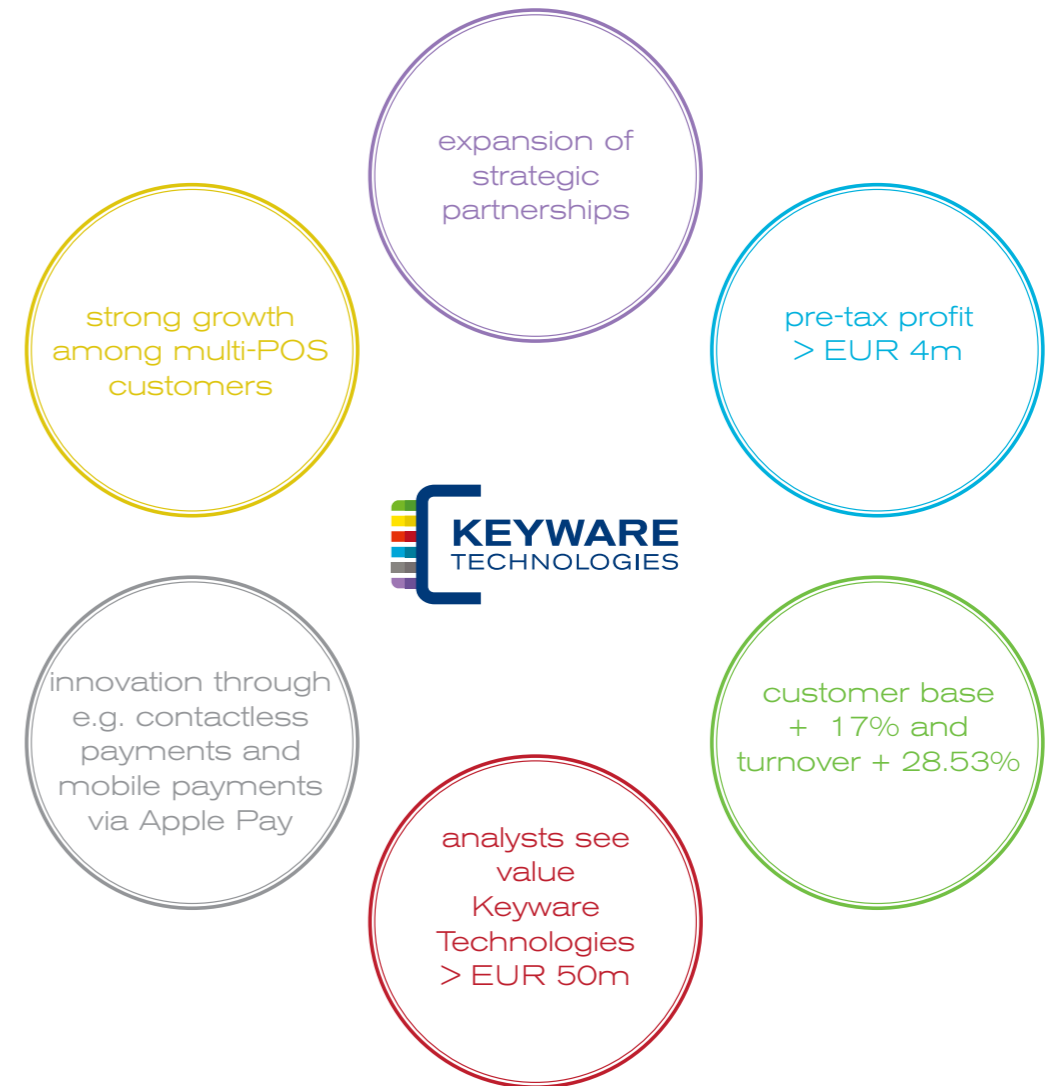 expansion of
strategic
partnerships
strong growth
among multi-POS
customers
pre-tax profit
> EUR 4m
KEYWARE
TECHNOLOGIES
innovation through
e.g. contactless
payments and
mobile payments
via Apple Pay
customer base
+ 17% and
turnover + 28.53%
analysts see
value
Keyware
Technologies
> EUR 50m